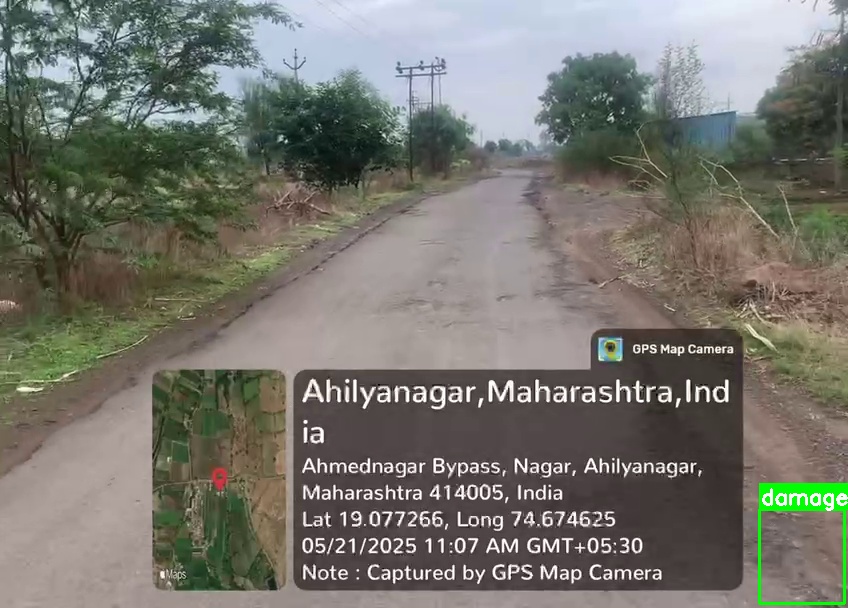 GPS Map Camera
Ahilyanagar,Maharashtra,Ind
ia
Ahmednagar Bypass, Nagar, Ahilyanagar,
Maharashtra 414005, India
Lat 19.077266, Long 74.674625
05/21/2025 11:07 AM GMT+05:30
Note : Captured by GPS Map Camera
Maps
damage